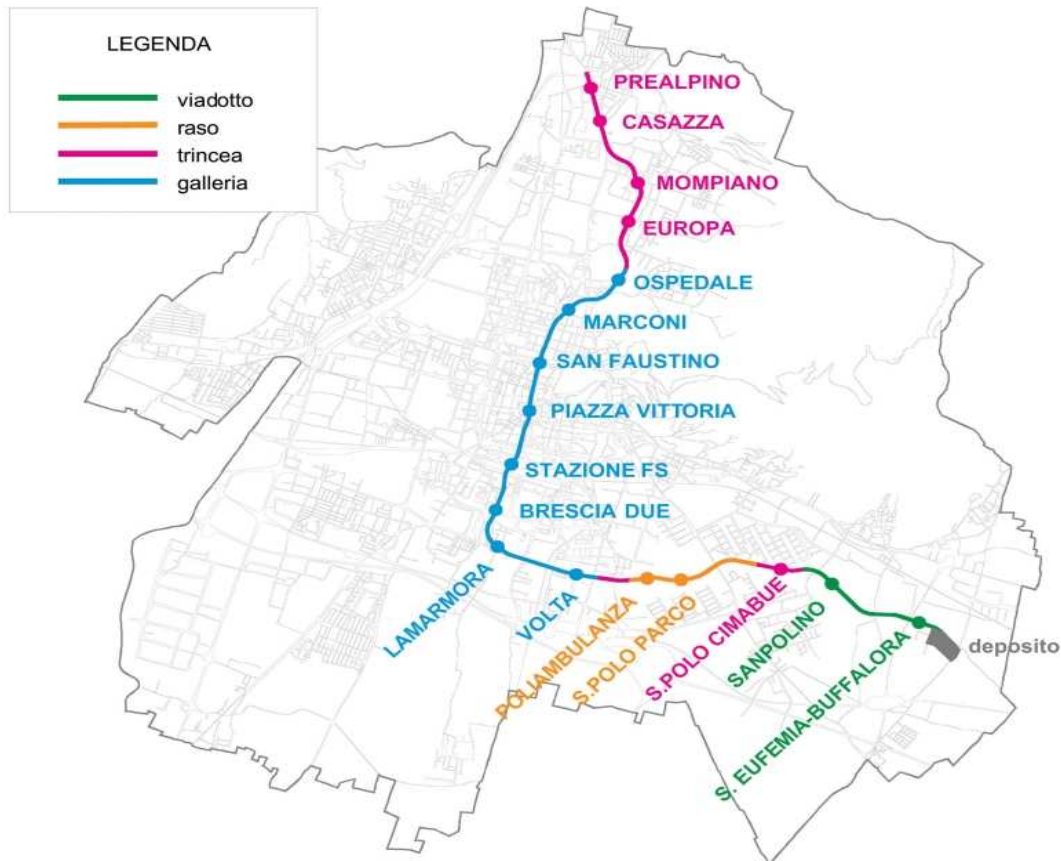 LEGENDA
viadotto
raso
trincea
galleria
PREALPINO
CASAZZA
MOMPIANO
EUROPA
OSPEDALE
MARCONI
SAN FAUSTINO
PIAZZA VITTORIA
STAZIONE FS
BRESCIA DUE
LAMARMORA
VOLTA
POLIAMBULANZA
S.POLO PARCO
S.POLO CIMABUE
SANPOLINO
S. EUFEMIA-BUFFALORA
deposito